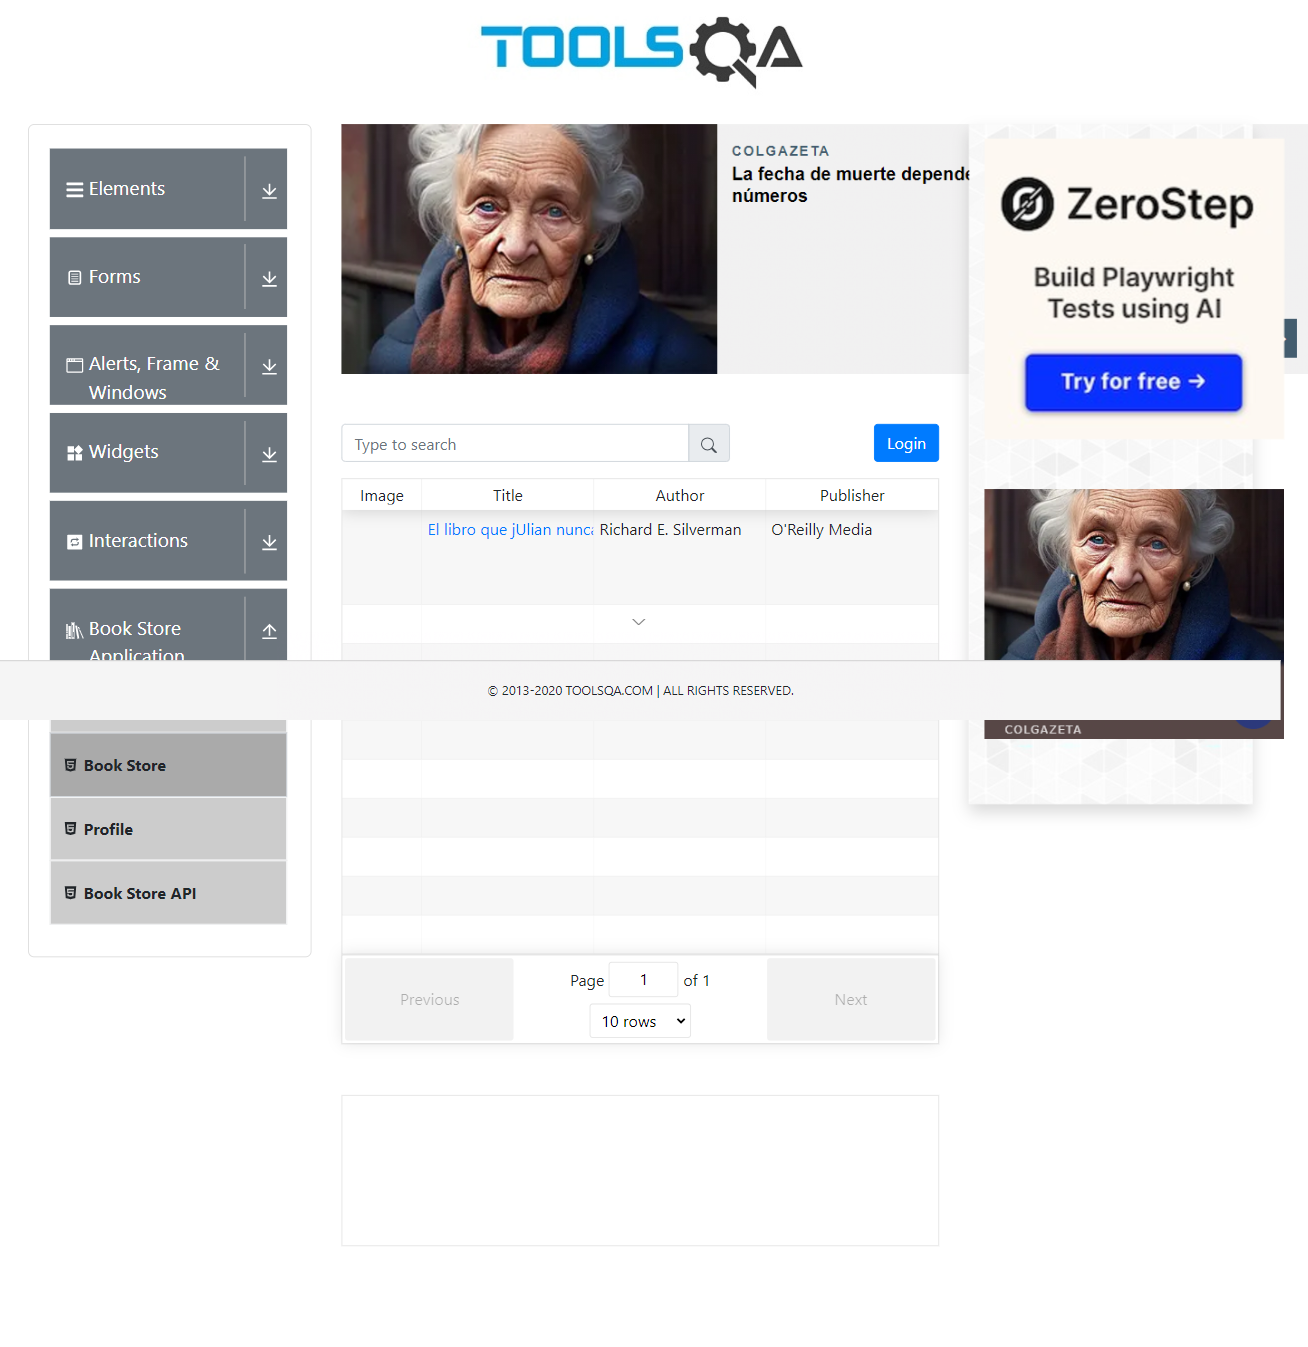 TOOLSQA
Elements
Forms
Alerts, Frame &
Windows
Widgets
Interactions
Book Store
Application
Book Store
Profile
Book Store API
COLGAZETA
La fecha de muerte depende
números
ZeroStep
Build Playwright
Tests using AI
Try for free →
Type to search
Login
Image Title Author Publisher
El libro que jUlian nunca Richard E. Silverman O'Reilly Media
© 2013-2020 TOOLSQA.COM | ALL RIGHTS RESERVED.
COLGAZETA
Previous
Page 1 of 1
10 rows
Next